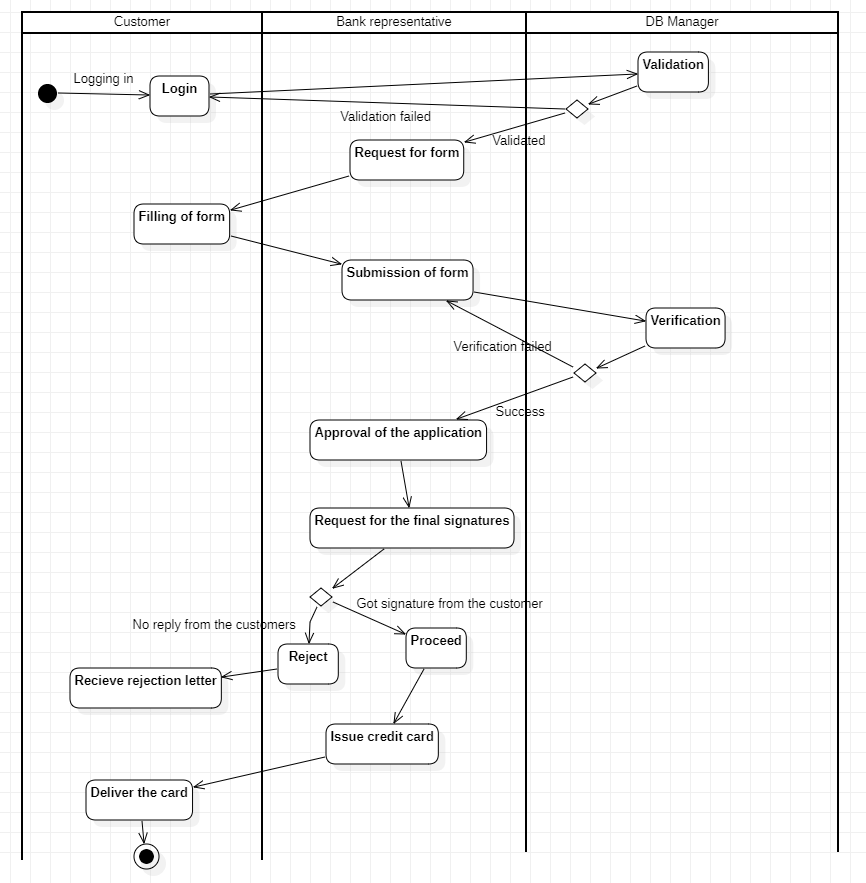 Customer
Bank representative
DB Manager
Logging in
Login
Validation
Validation failed
Validated
Request for form
Filling of form
Submission of form
Verification
Verification failed
Success
Approval of the application
Request for the final signatures
Got signature from the customer
No reply from the customers
Proceed
Reject
Recieve rejection letter
Issue credit card
Deliver the card